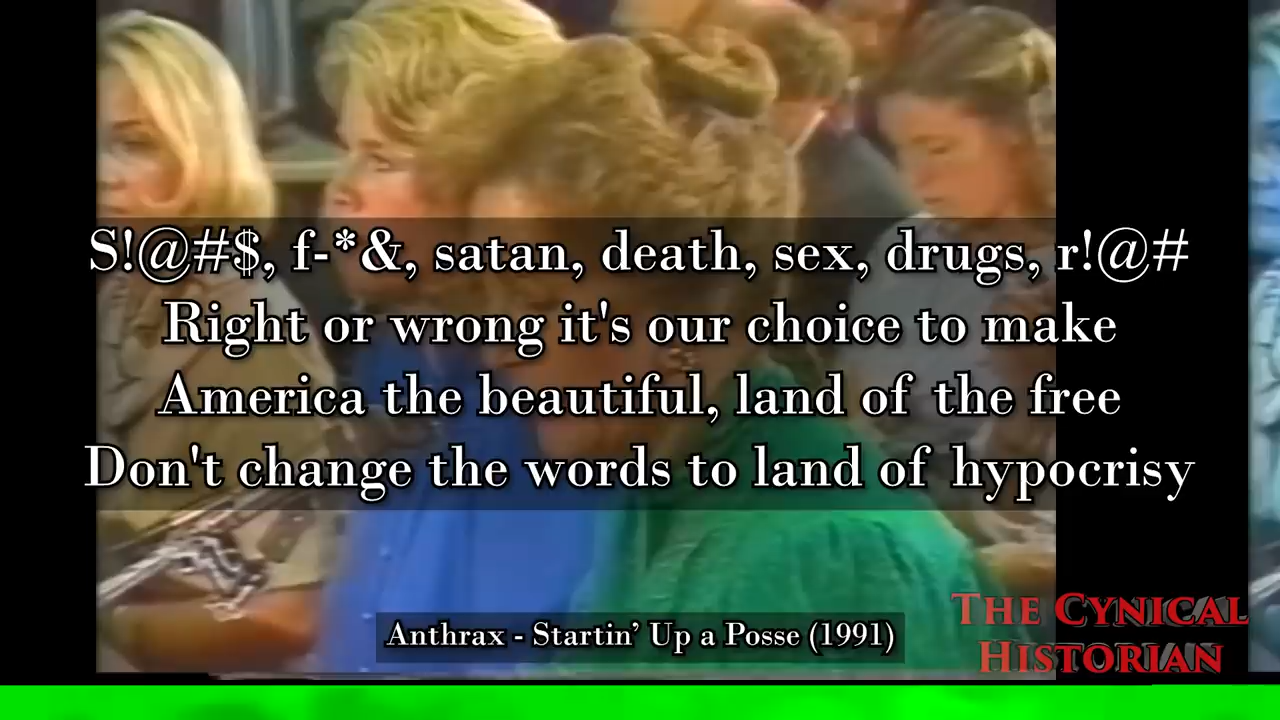 S!@#$, f-*&, satan, death, sex, drugs, r!@#
Right or wrong it's our choice to make
America the beautiful, land of the free
Don't change the words to land of hypocrisy
Anthrax - Startin’ Up a Posse (1991)
THE CYNICAL
HISTORIAN